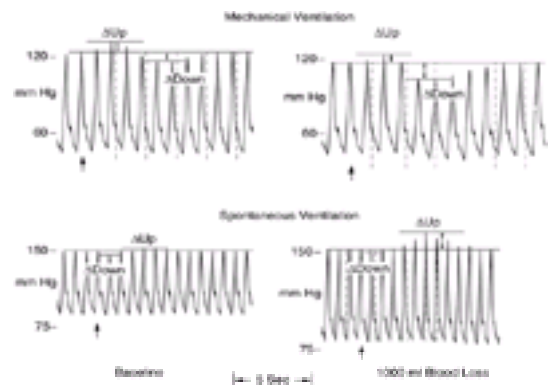 Mechanical Ventilation
ΔUp
ΔUp
120
120
ΔDown
ΔDown
mm Hg
mm Hg
60
60
Spontaneous Ventilation
ΔUp
ΔUp
150
150
ΔDown
ΔDown
mm Hg
mm Hg
75
75
Baseline
5 Sec
1000 ml Blood Loss